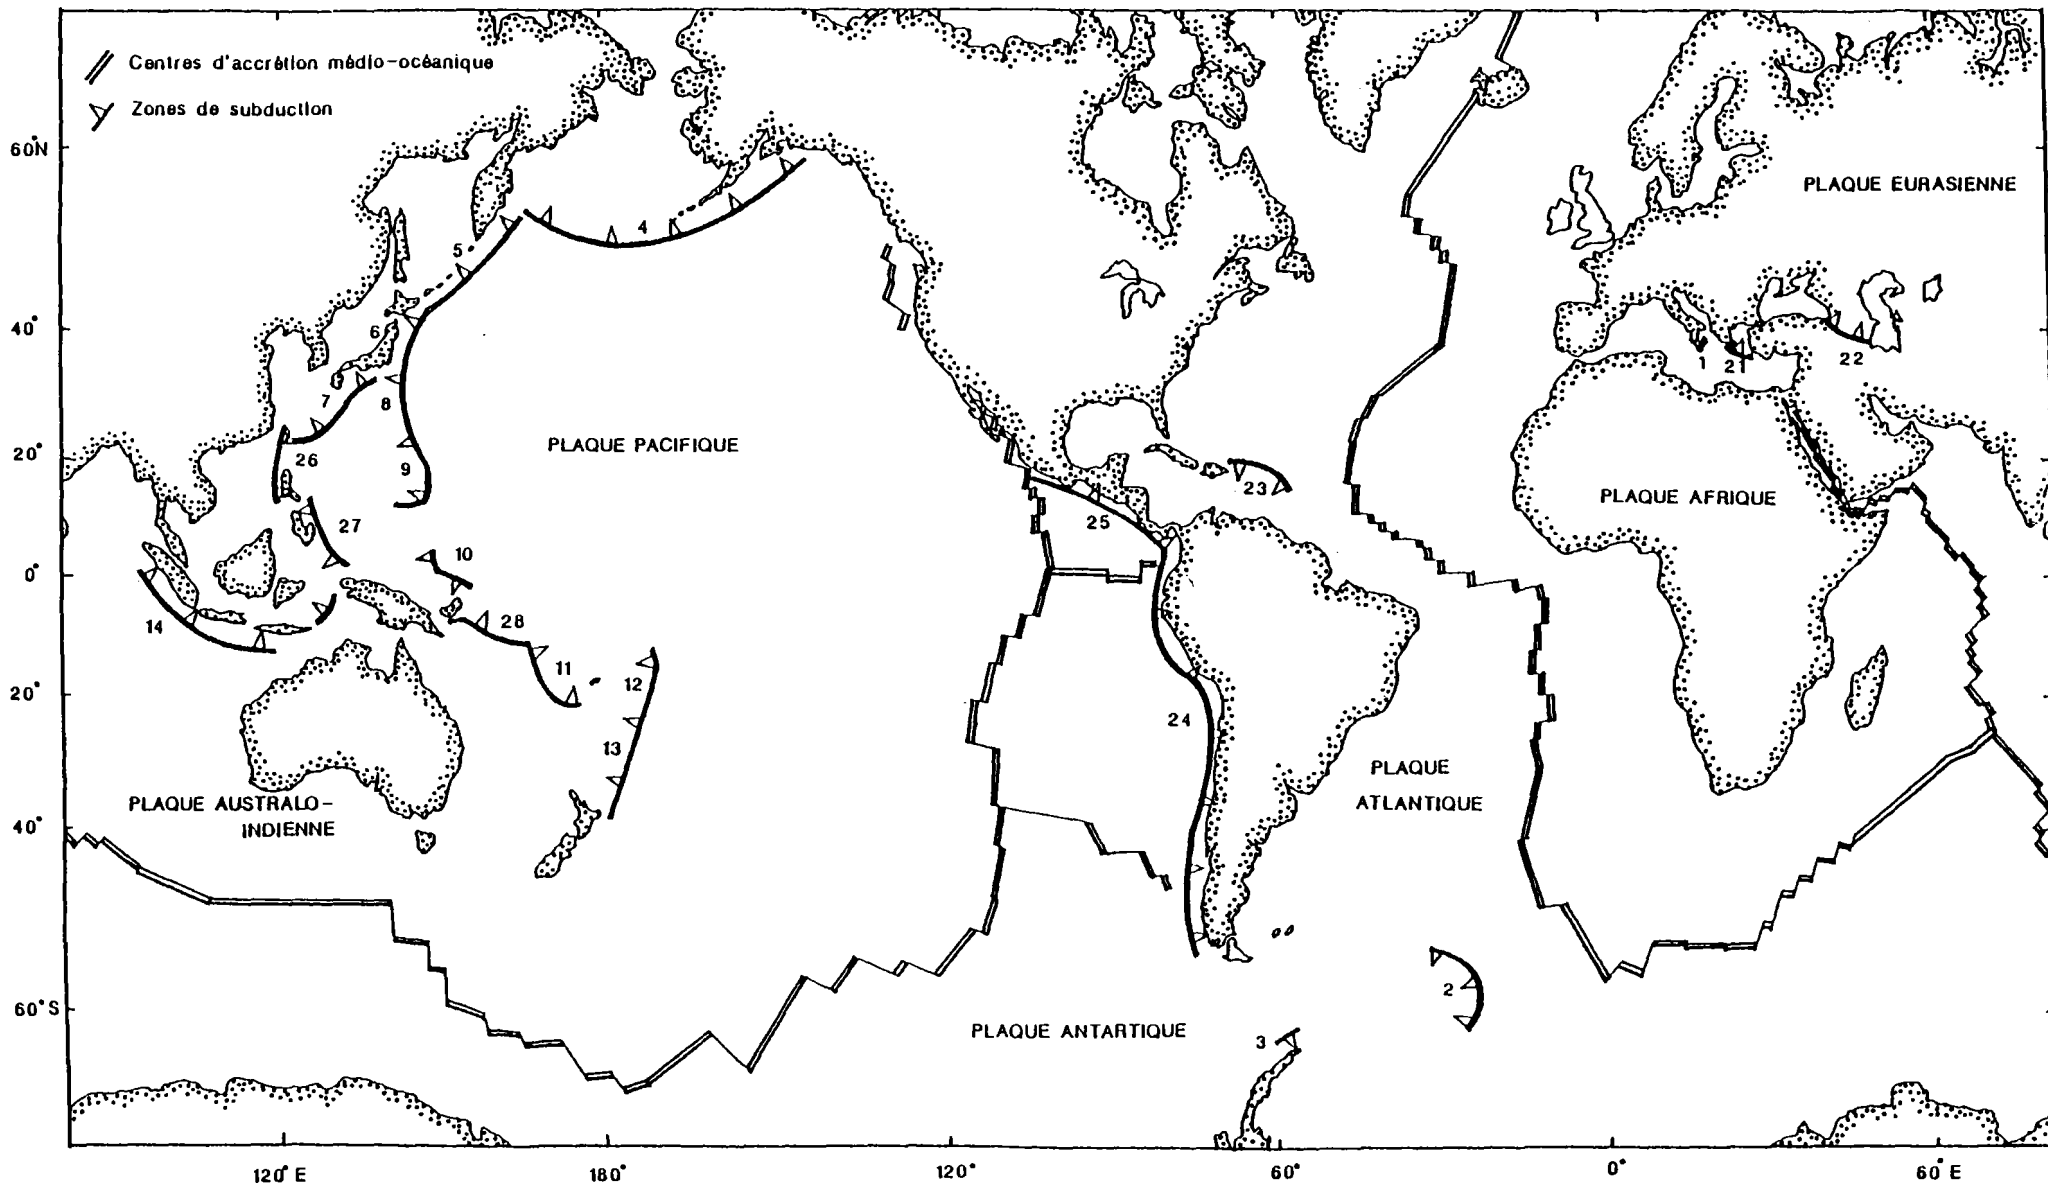 Centres d'accrétion médio-océanique
Zones de subduction
60N
PLAQUE EURASIENNE
4
5
40°
6
1
21
22
7
8
PLAQUE PACIFIQUE
20°
26
9
23
PLAQUE AFRIQUE
25
27
10
0°
14
28
11
12
20°
24
13
PLAQUE
ATLANTIQUE
PLAQUE AUSTRALO-
INDIENNE
40°
2
60°S
PLAQUE ANTARTIQUE
3
120°E
180°
120°
60°
0°
60°E